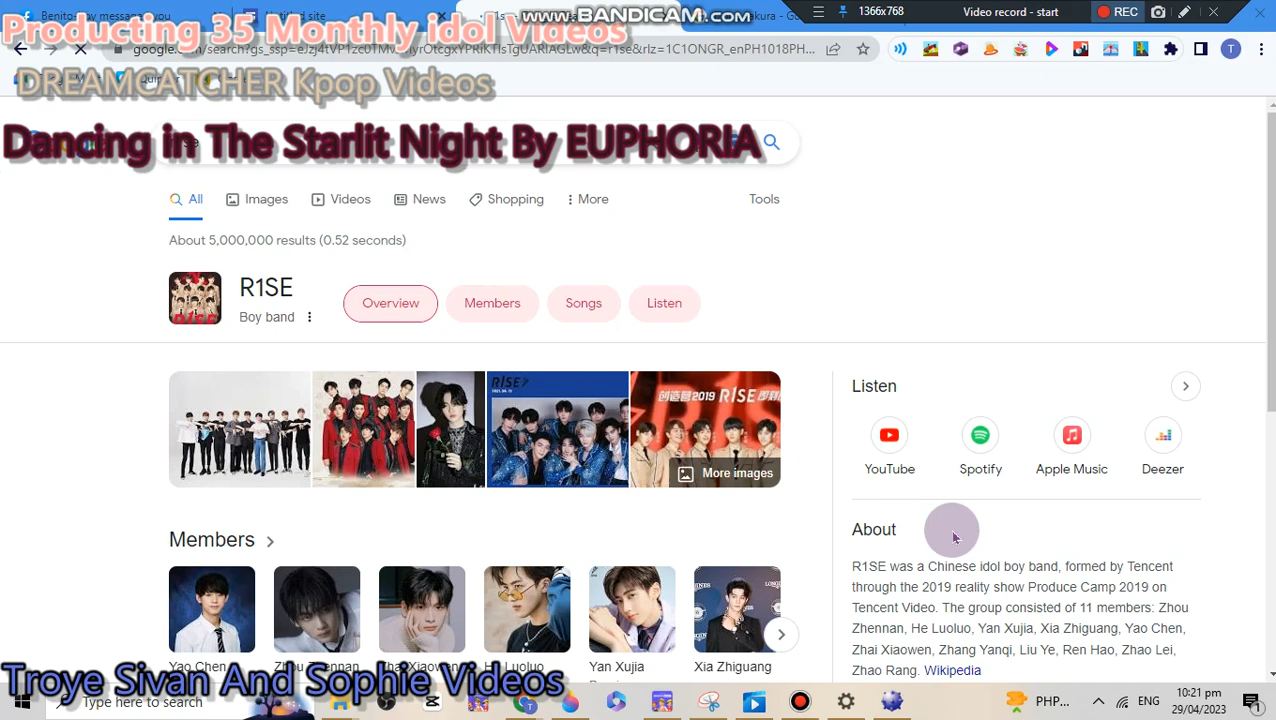 www.BANDICAM.com
1366x768
Video record - start
REC
Producting 35 Monthly idol Videos
DREAMCATCHER Kpop Videos
Dancing in The Starlit Night By EUPHORIA
All
Images
Videos
News
Shopping
More
Tools
About 5,000,000 results (0.52 seconds)
R1SE
Boy band
Overview
Members
Songs
Listen
R1SE
More images
Listen
YouTube
Spotify
Apple Music
Deezer
About
R1SE was a Chinese idol boy band, formed by Tencent
through the 2019 reality show Produce Camp 2019 on
Tencent Video. The group consisted of 11 members: Zhou
Zhennan, He Luoluo, Yan Xujia, Xia Zhiguang, Yao Chen,
Zhai Xiaowen, Zhang Yanqi, Liu Ye, Ren Hao, Zhao Lei,
Zhao Rang. Wikipedia
Members
Yao Chen
Yan Xujia
Xia Zhiguang
Troye Sivan And Sophie Videos
Type here to search
PHP...
ENG
10:21 pm
29/04/2023